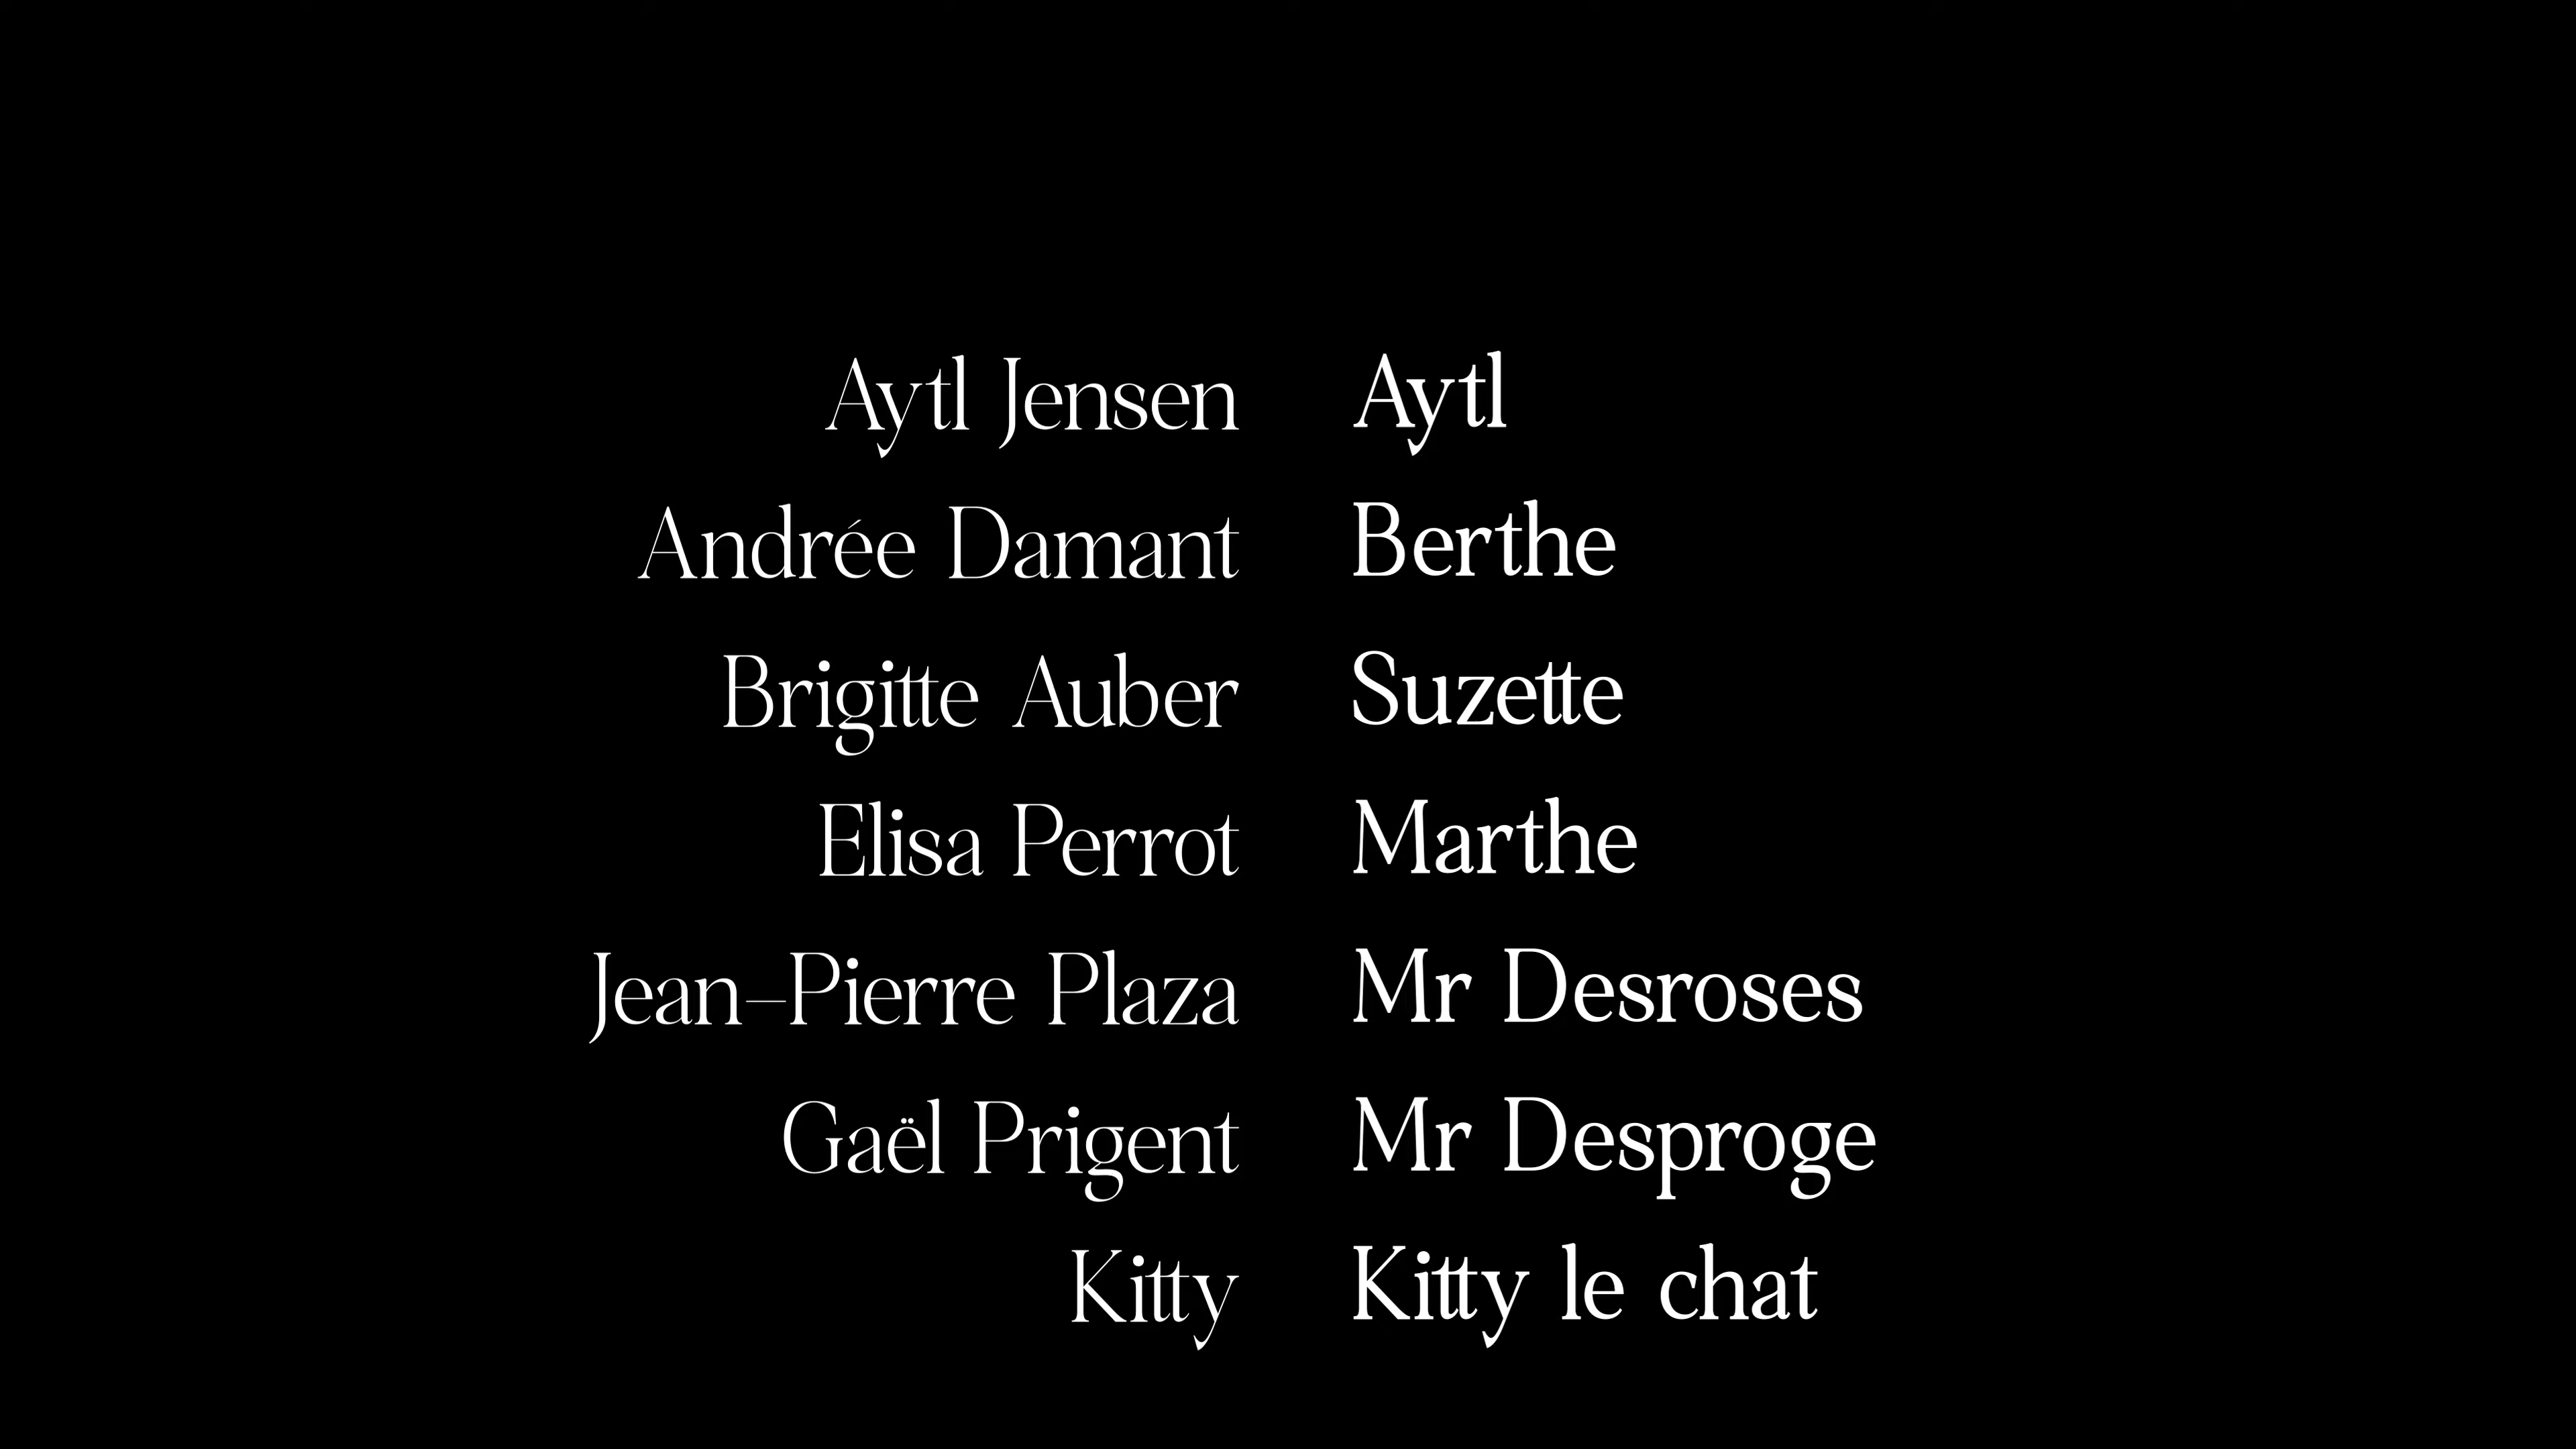 Aytl Jensen Aytl
Andrée Damant Berthe
Brigitte Auber Suzette
Elisa Perrot Marthe
Jean-Pierre Plaza Mr Desroses
Gaël Prigent Mr Desproge
Kitty Kitty le chat